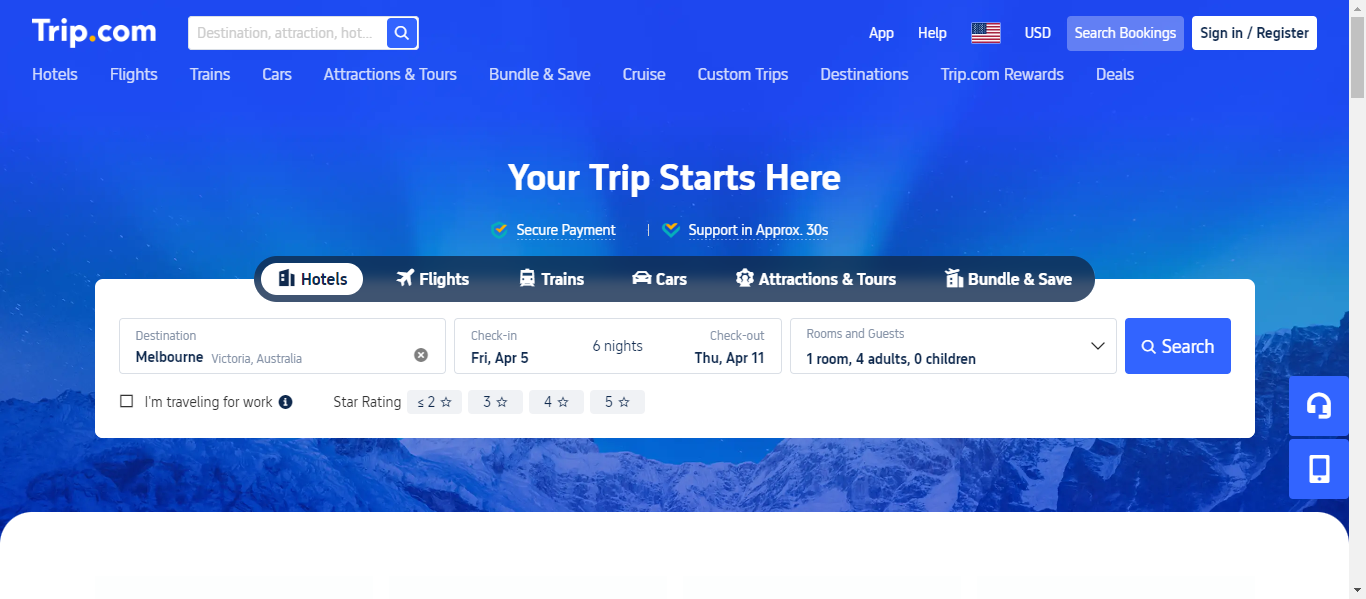 Trip.com
Destination, attraction, hot...
App
Help
USD
Search Bookings
Sign in / Register
Hotels
Flights
Trains
Cars
Attractions & Tours
Bundle & Save
Cruise
Custom Trips
Destinations
Trip.com Rewards
Deals
Your Trip Starts Here
Secure Payment
Support in Approx. 30s
Hotels
Flights
Trains
Cars
Attractions & Tours
Bundle & Save
Destination
Melbourne Victoria, Australia
Check-in
Fri, Apr 5
6 nights
Check-out
Thu, Apr 11
Rooms and Guests
1 room, 4 adults, 0 children
Search
I'm traveling for work
Star Rating
≤ 2 ☆
3 ☆
4 ☆
5 ☆